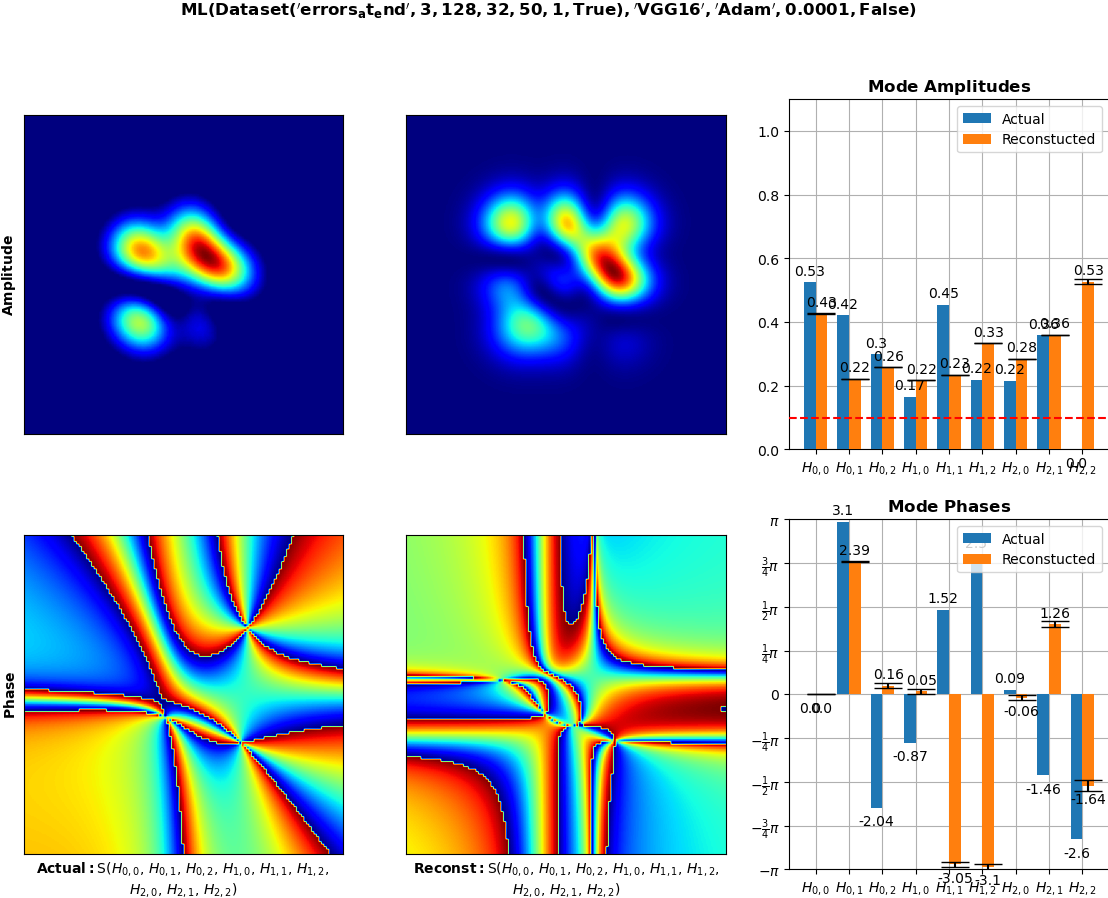 ML(Dataset('errors_at_end', 3, 128, 32, 50, 1, True), 'VGG16', 'Adam', 0.0001, False)
Amplitude
Mode Amplitudes
Actual
Reconstucted
1.0
0.8
0.6
0.4
0.2
0.0
0.53 0.43 0.42 0.22 0.3 0.26 0.17 0.22 0.45 0.23 0.22 0.33 0.22 0.28 0.36 0.36 0.0 0.53
H0,0 H0,1 H0,2 H1,0 H1,1 H1,2 H2,0 H2,1 H2,2
Phase
Actual: S(H0,0, H0,1, H0,2, H1,0, H1,1, H1,2,
H2,0, H2,1, H2,2)
Reconst: S(H0,0, H0,1, H0,2, H1,0, H1,1, H1,2,
H2,0, H2,1, H2,2)
Mode Phases
Actual
Reconstucted
π
3/4π
1/2π
1/4π
0
−1/4π
−1/2π
−3/4π
−π
0.0 0.0 3.1 2.39 -2.04 0.16 -0.87 0.05 1.52 -3.05 -3.1 0.09 -0.06 -1.46 1.26 -2.6 -1.64
H0,0 H0,1 H0,2 H1,0 H1,1 H1,2 H2,0 H2,1 H2,2